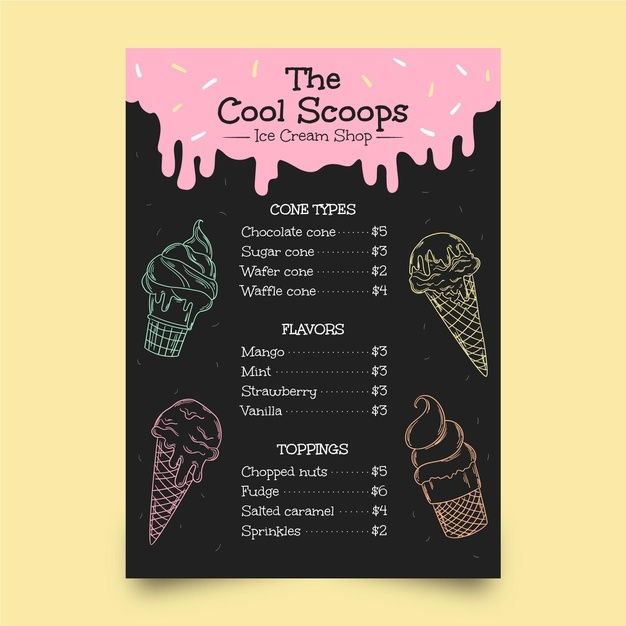 The
Cool Scoops
Ice Cream Shop
CONE TYPES
Chocolate cone ········ $5
Sugar cone ············ $3
Wafer cone ············ $2
Waffle cone ··········· $4
FLAVORS
Mango ················· $3
Mint ·················· $3
Strawberry ············ $3
Vanilla ··············· $3
TOPPINGS
Chopped nuts ·········· $5
Fudge ················· $6
Salted caramel ········ $4
Sprinkles ············· $2